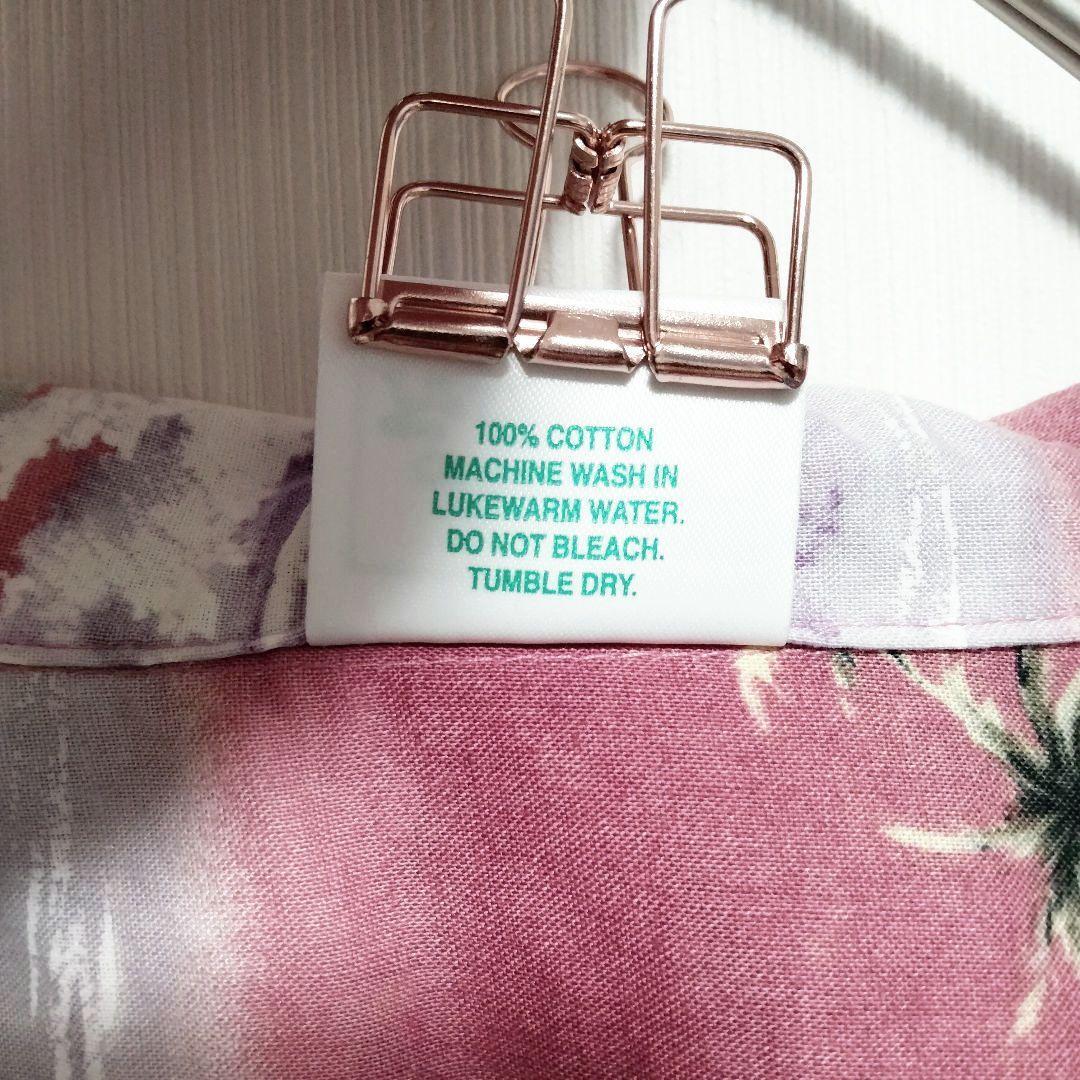 100% COTTON
MACHINE WASH IN
LUKEWARM WATER.
DO NOT BLEACH.
TUMBLE DRY.